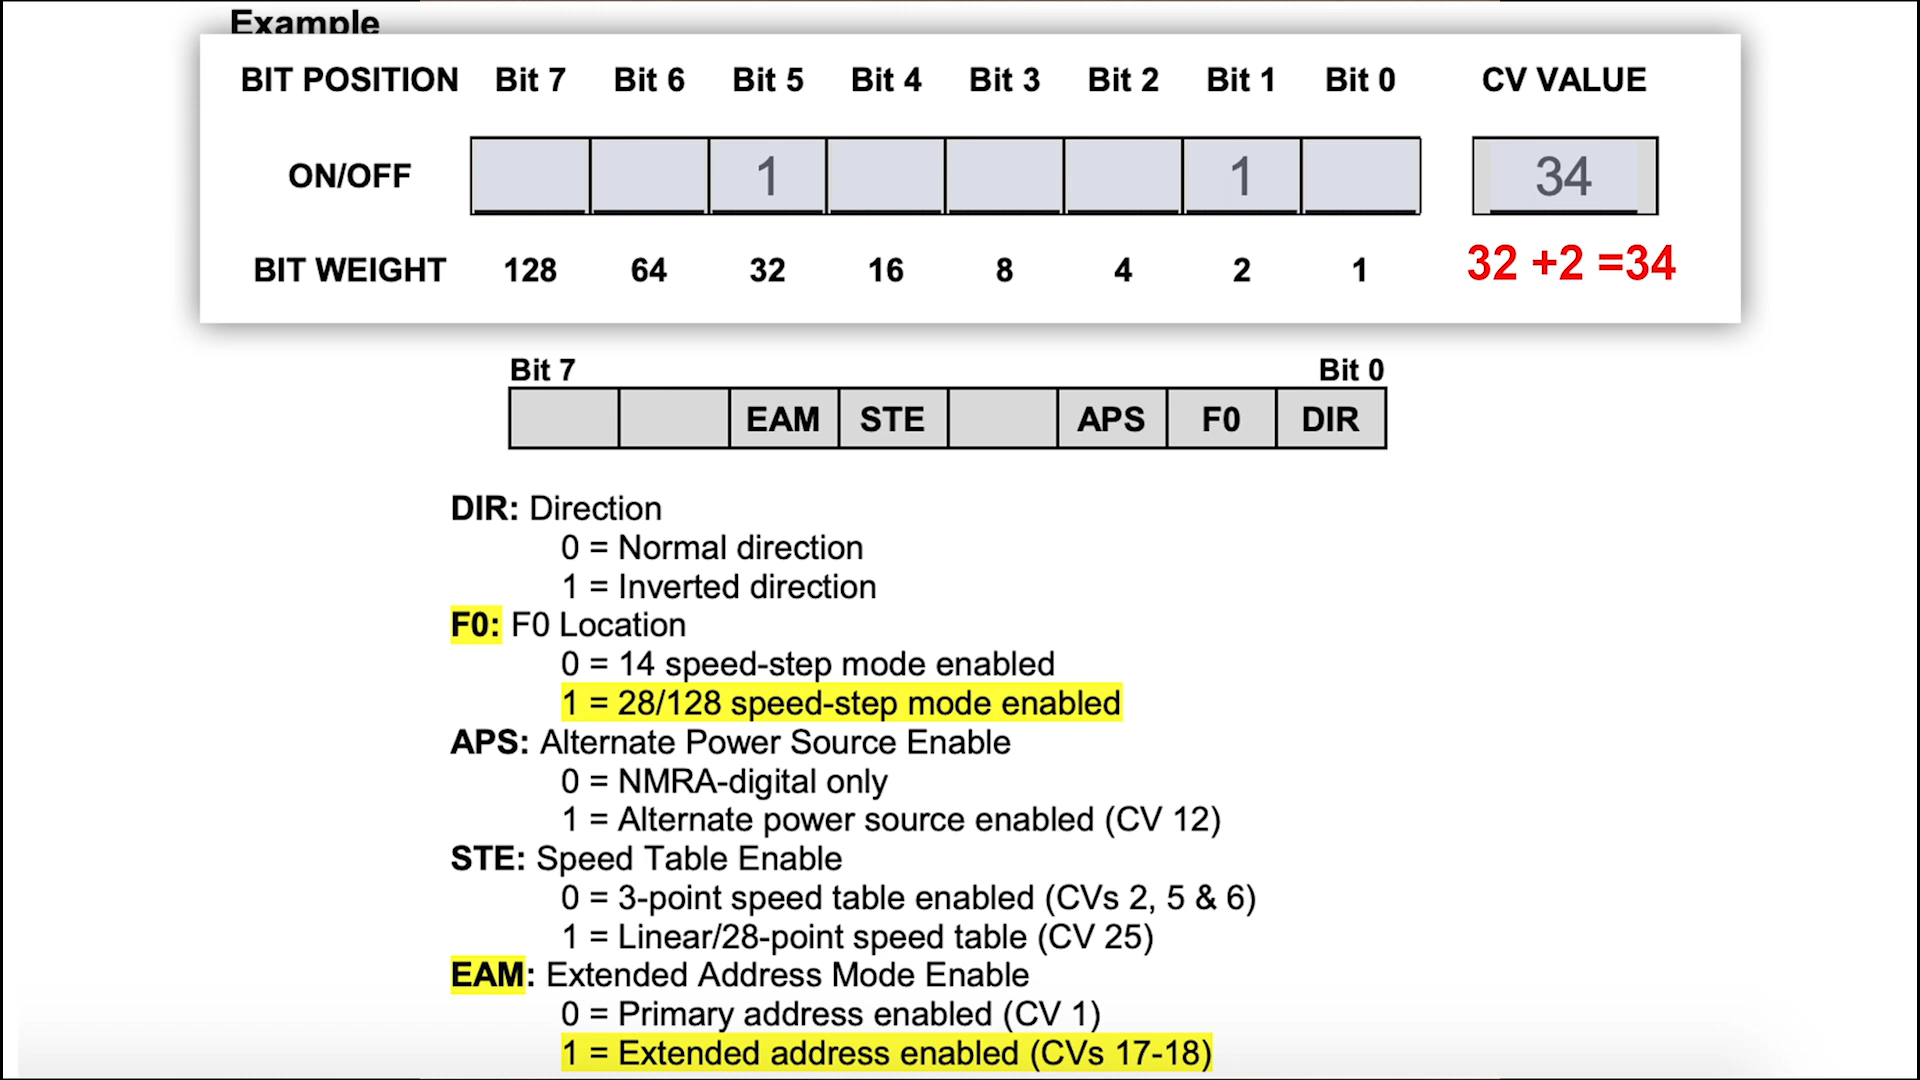 Example
BIT POSITION Bit 7 Bit 6 Bit 5 Bit 4 Bit 3 Bit 2 Bit 1 Bit 0 CV VALUE
ON/OFF 1 1 34
BIT WEIGHT 128 64 32 16 8 4 2 1 32 +2 =34
Bit 7 Bit 0
EAM STE APS F0 DIR
DIR: Direction
0 = Normal direction
1 = Inverted direction
F0: F0 Location
0 = 14 speed-step mode enabled
1 = 28/128 speed-step mode enabled
APS: Alternate Power Source Enable
0 = NMRA-digital only
1 = Alternate power source enabled (CV 12)
STE: Speed Table Enable
0 = 3-point speed table enabled (CVs 2, 5 & 6)
1 = Linear/28-point speed table (CV 25)
EAM: Extended Address Mode Enable
0 = Primary address enabled (CV 1)
1 = Extended address enabled (CVs 17-18)